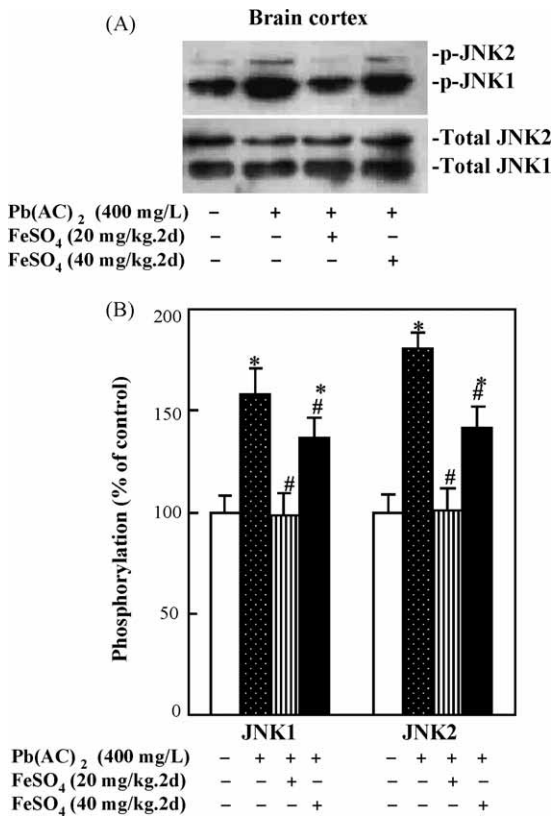 (A) Brain cortex
-p-JNK2
-p-JNK1
-Total JNK2
-Total JNK1
Pb(AC)2 (400 mg/L) – + + +
FeSO4 (20 mg/kg.2d) – – + –
FeSO4 (40 mg/kg.2d) – – – +
(B)
Phosphorylation (% of control)
200
150
100
50
0
* # * # * # * #
JNK1 JNK2
Pb(AC)2 (400 mg/L) – + + + – + + +
FeSO4 (20 mg/kg.2d) – – + – – – + –
FeSO4 (40 mg/kg.2d) – – – + – – – +